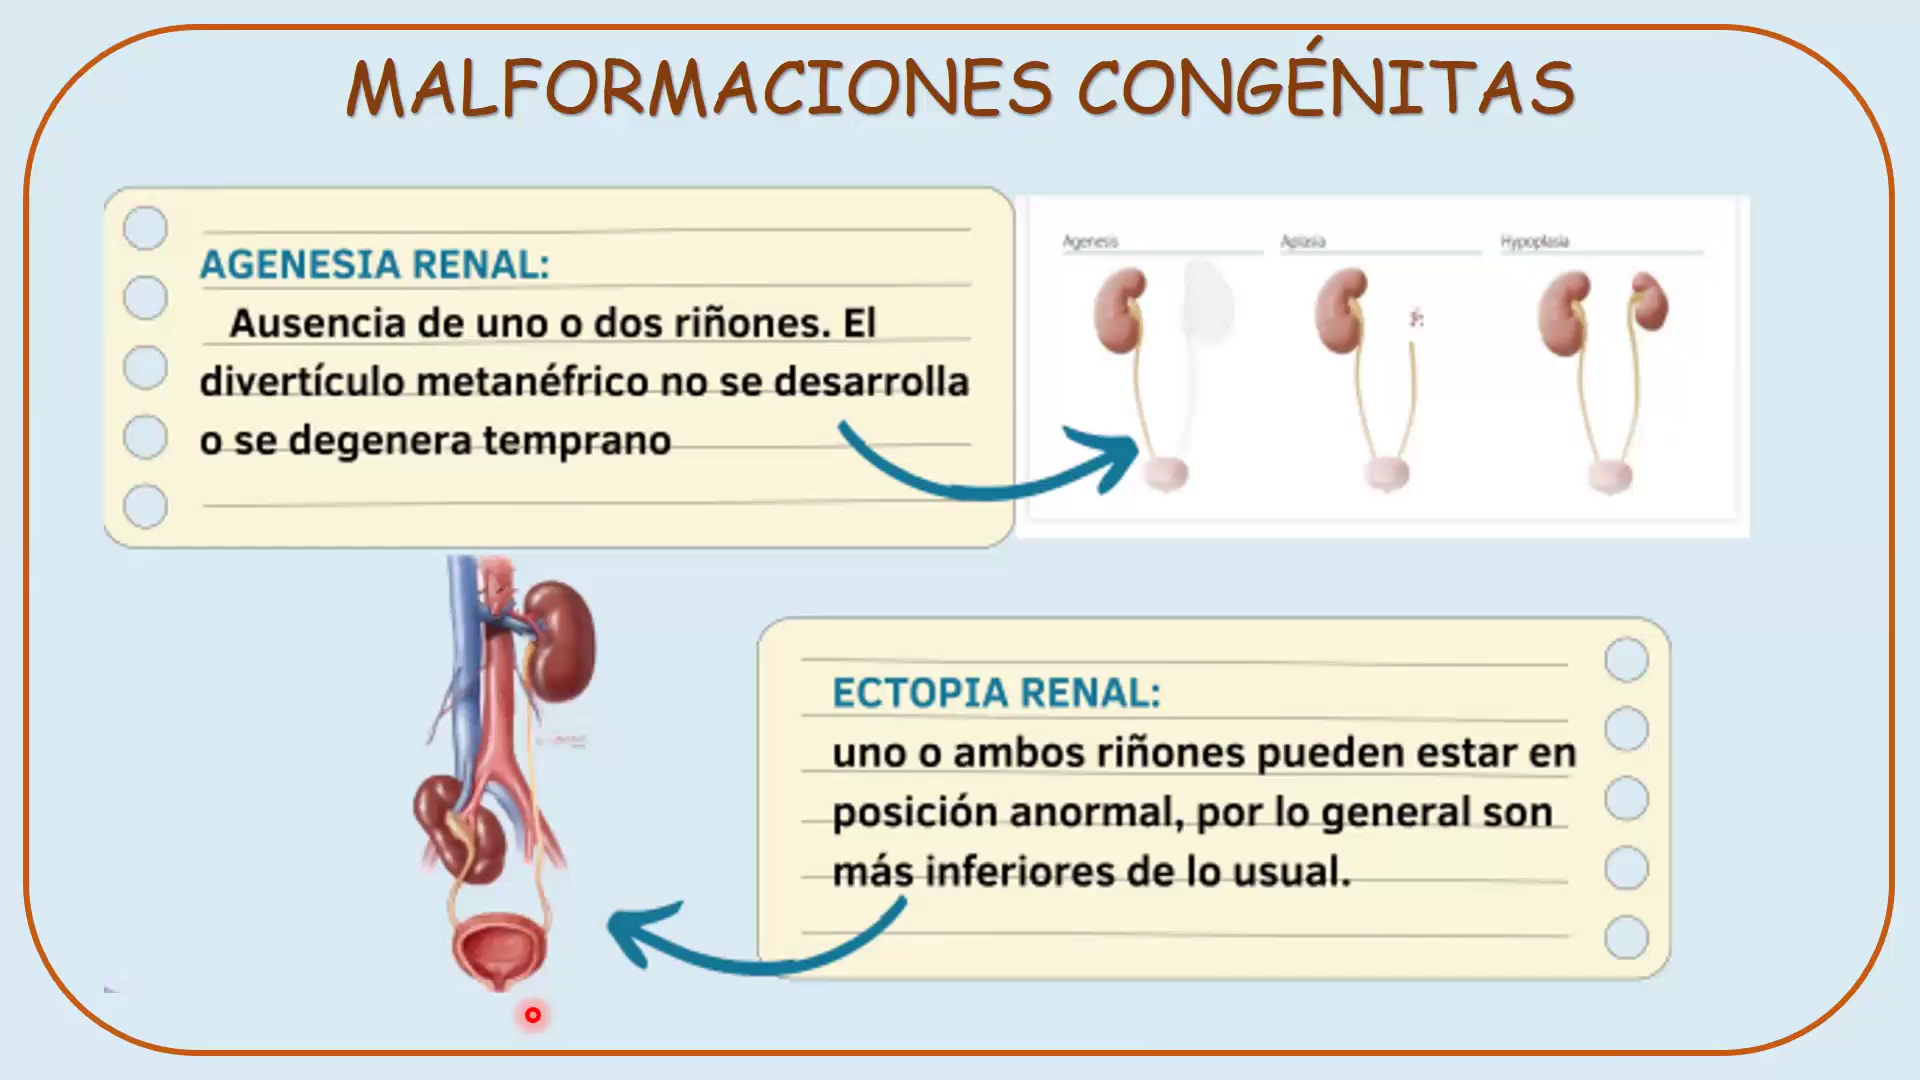 MALFORMACIONES CONGÉNITAS
AGENESIA RENAL:
Ausencia de uno o dos riñones. El
divertículo metanéfrico no se desarrolla
o se degenera temprano
Agenesis
Aplasia
Hypoplasia
ECTOPIA RENAL:
uno o ambos riñones pueden estar en
posición anormal, por lo general son
más inferiores de lo usual.